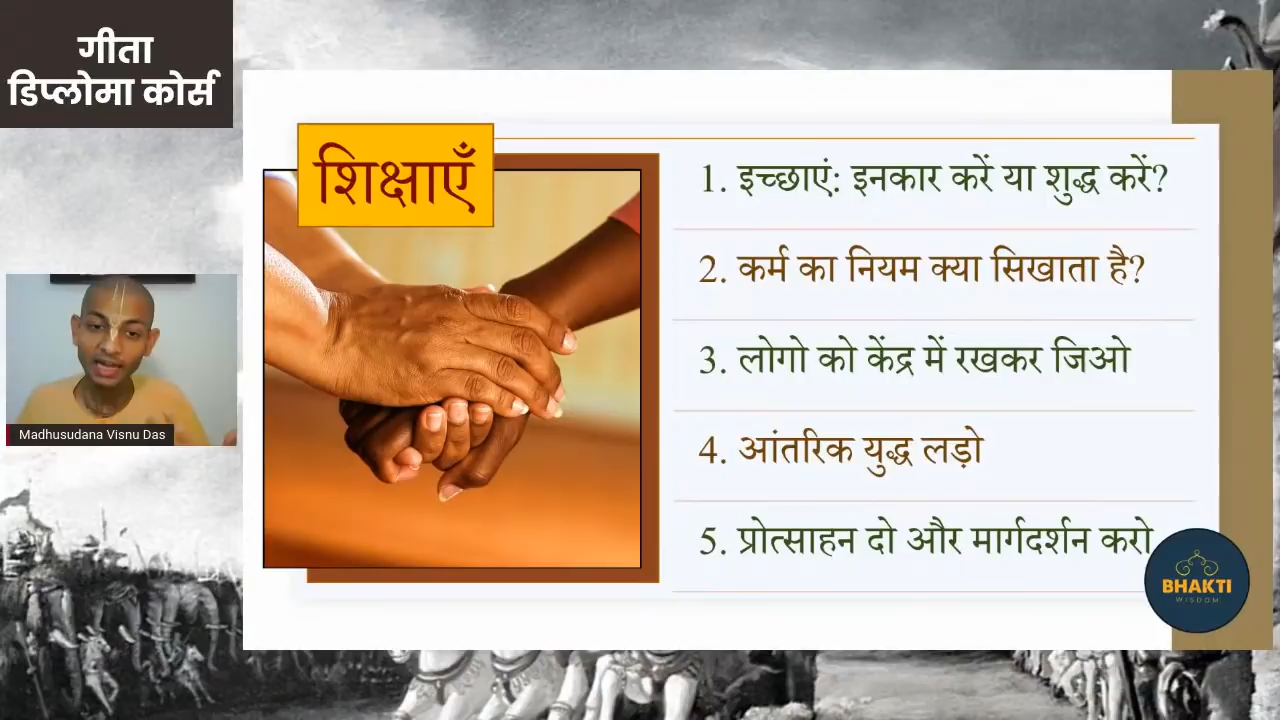 गीता
डिप्लोमा कोर्स
शिक्षाएँ
1. इच्छाएं: इनकार करें या शुद्ध करें?
2. कर्म का नियम क्या सिखाता है?
3. लोगो को केंद्र में रखकर जिओ
4. आंतरिक युद्ध लड़ो
5. प्रोत्साहन दो और मार्गदर्शन करो
Madhusudana Visnu Das
BHAKTI
WISDOM